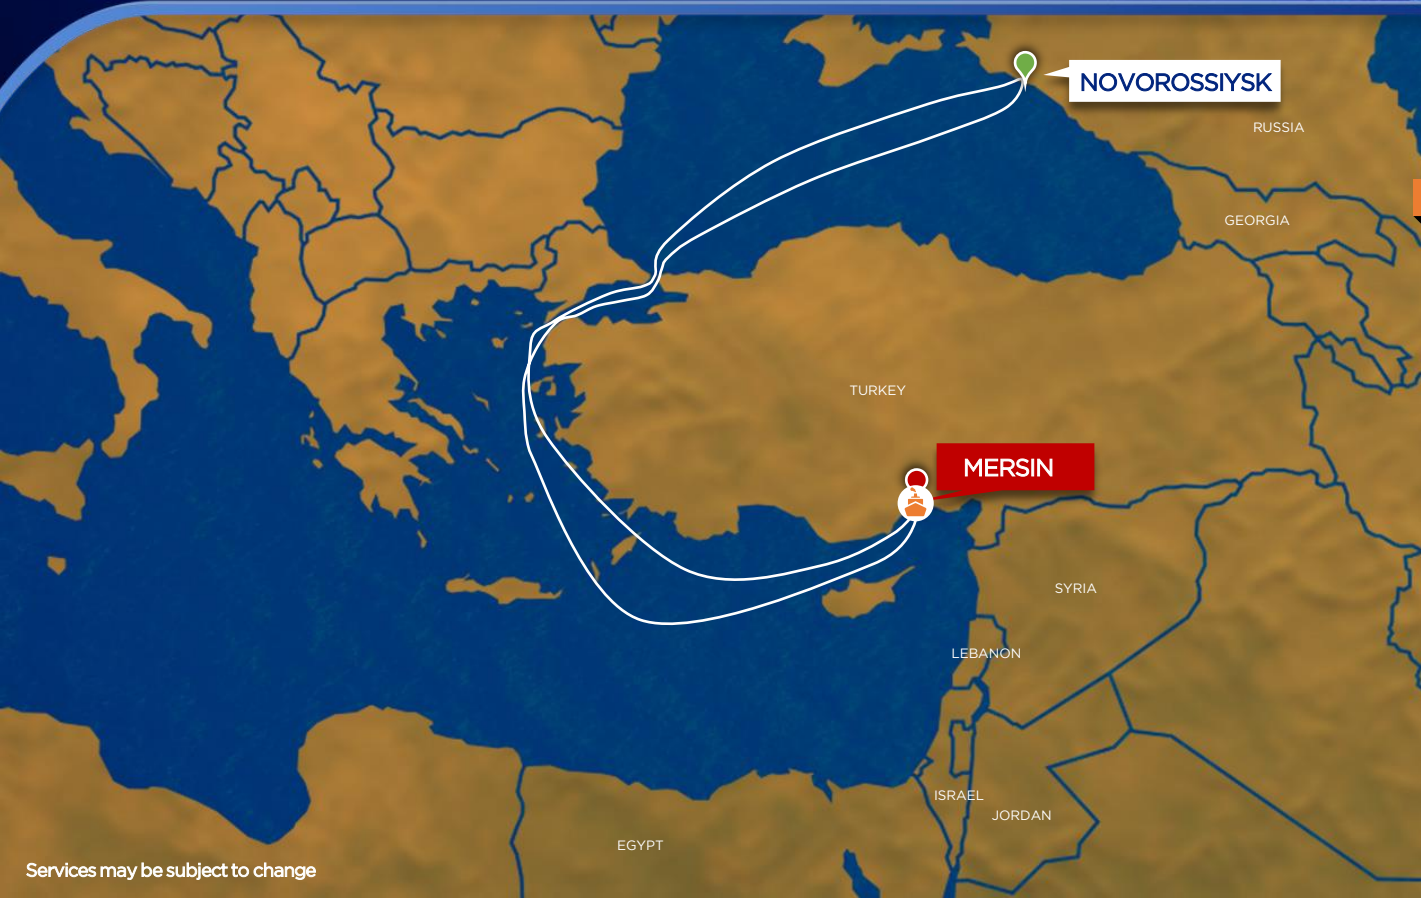 NOVOROSSIYSK
RUSSIA
GEORGIA
TURKEY
MERSIN
SYRIA
LEBANON
ISRAEL
JORDAN
EGYPT
Services may be subject to change